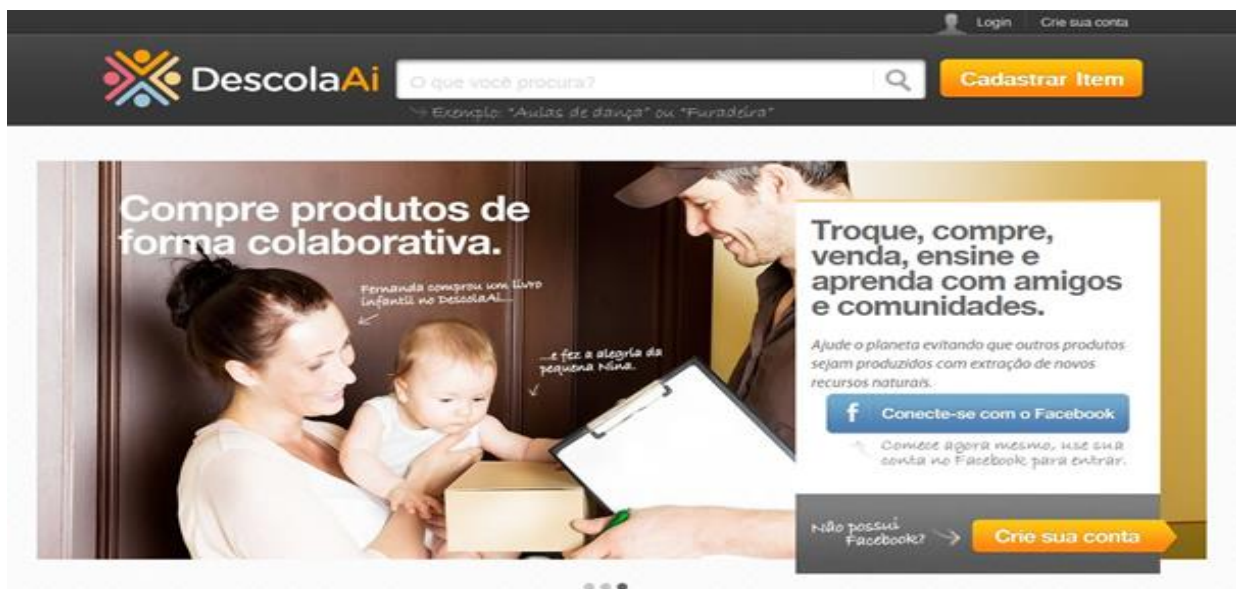 Login
Crie sua conta
DescolaAi
O que você procura?
Cadastrar Item
Exemplo: "Aulas de dança" ou "Furadeira"
Compre produtos de
forma colaborativa.
Fernanda comprou um livro
infantil no DescolaAi...
...e fez a alegria da
pequena Nina.
Troque, compre,
venda, ensine e
aprenda com amigos
e comunidades.
Ajude o planeta evitando que outros produtos
sejam produzidos com extração de novos
recursos naturais.
f Conecte-se com o Facebook
Comece agora mesmo, use sua
conta no Facebook para entrar.
Não possui
Facebook?
Crie sua conta